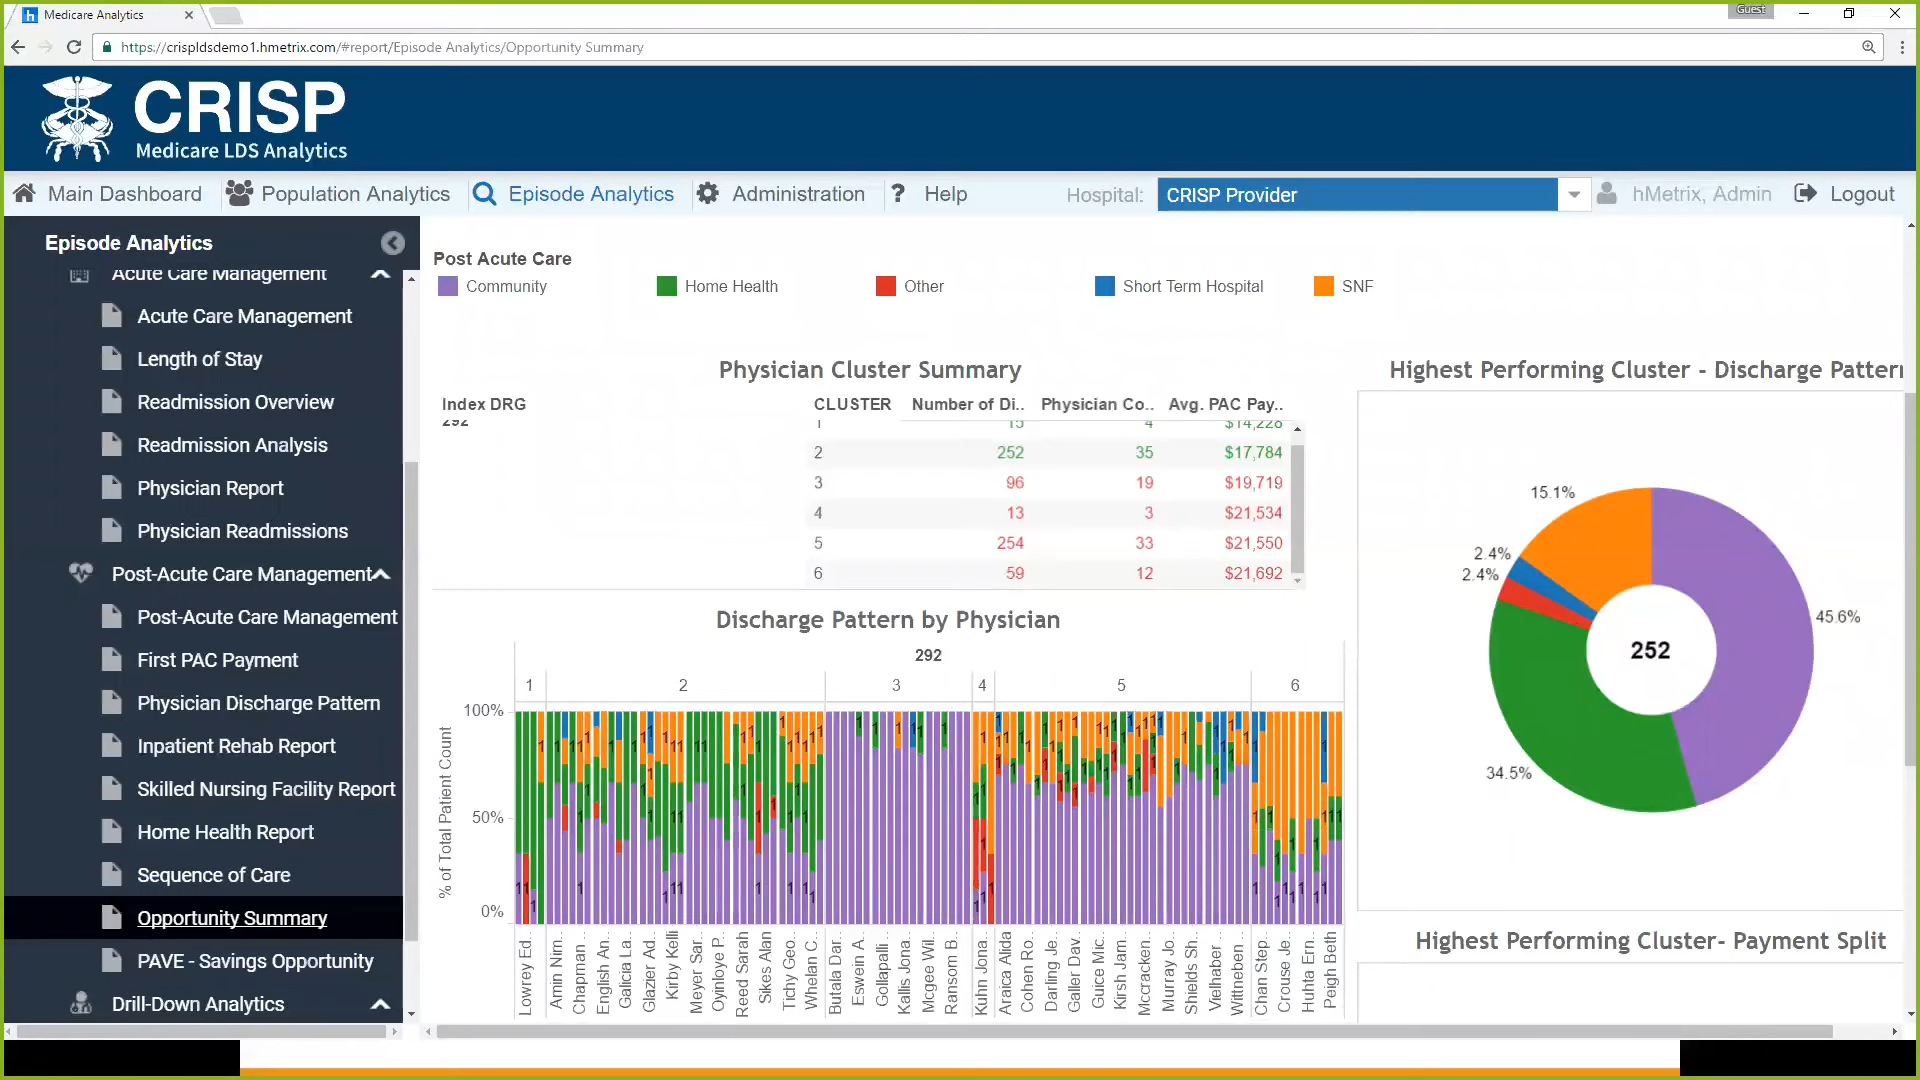 Medicare Analytics
Guest
https://crispldsdemo1.hmetrix.com/#report/Episode Analytics/Opportunity Summary
CRISP
Medicare LDS Analytics
Main Dashboard
Population Analytics
Episode Analytics
Administration
? Help
Hospital:
CRISP Provider
hMetrix, Admin
Logout
Episode Analytics
Acute Care Management
Acute Care Management
Length of Stay
Readmission Overview
Readmission Analysis
Physician Report
Physician Readmissions
Post-Acute Care Management
Post-Acute Care Management
First PAC Payment
Physician Discharge Pattern
Inpatient Rehab Report
Skilled Nursing Facility Report
Home Health Report
Sequence of Care
Opportunity Summary
PAVE - Savings Opportunity
Drill-Down Analytics
Post Acute Care
Community
Home Health
Other
Short Term Hospital
SNF
Physician Cluster Summary
Index DRG CLUSTER Number of Di.. Physician Co.. Avg. PAC Pay..
292 1 15 4 $14,228
2 252 35 $17,784
3 96 19 $19,719
4 13 3 $21,534
5 254 33 $21,550
6 59 12 $21,692
Discharge Pattern by Physician
292
1 2 3 4 5 6
% of Total Patient Count
100%
50%
0%
Lowrey Ed..
Amin Nim..
Chapman ..
English An..
Galicia La..
Glazier Ad..
Kirby Kelli
Meyer Sar..
Oyinloye P..
Reed Sarah
Sikes Alan
Tichy Geo..
Whelan C..
Butala Dar..
Eswein A..
Gollapalli ..
Kallis Jona..
Mcgee Wil..
Ransom B..
Kuhn Jona..
Araica Alida
Cohen Ro..
Darling Je..
Galler Dav..
Guice Mic..
Kirsh Jam..
Mccracken..
Murray Jo..
Shields Sh..
Vielhaber ..
Wittneben ..
Chan Step..
Crouse Je..
Huhta Ern..
Peigh Beth
Highest Performing Cluster - Discharge Pattern
15.1%
2.4%
2.4%
45.6%
252
34.5%
Highest Performing Cluster- Payment Split